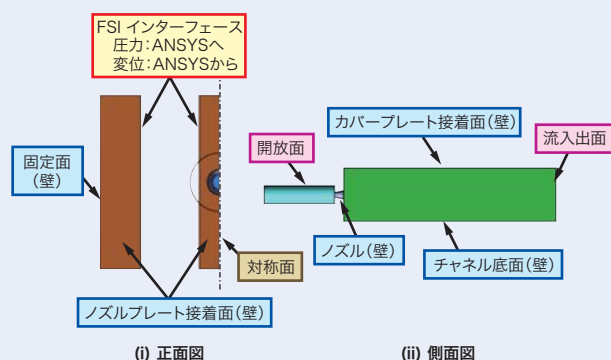 FSI インターフェース
圧力:ANSYSへ
変位:ANSYSから
固定面
(壁)
対称面
ノズルプレート接着面(壁)
(i) 正面図
カバープレート接着面(壁)
流入出面
開放面
ノズル(壁)
チャネル底面(壁)
(ii) 側面図